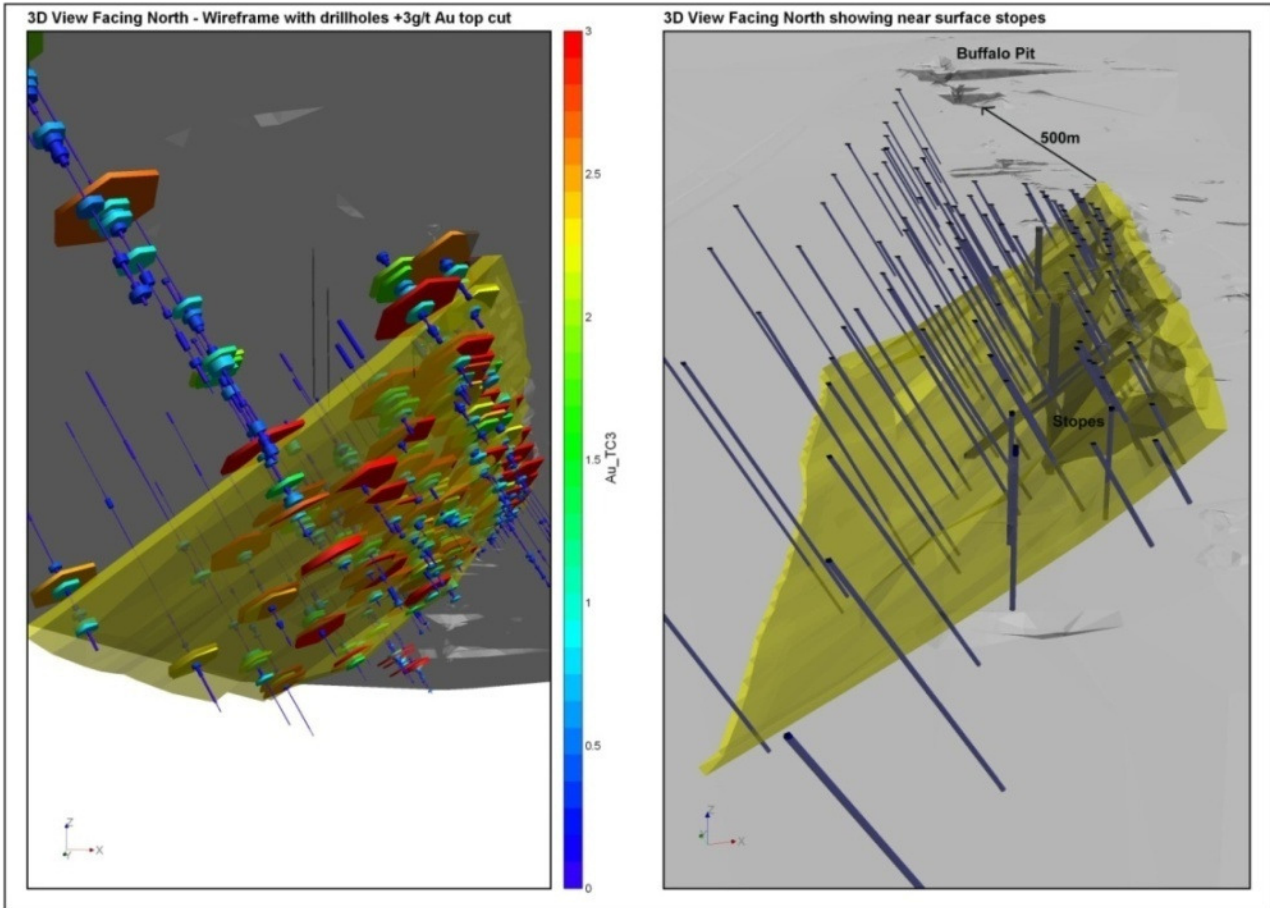 3D View Facing North - Wireframe with drillholes +3g/t Au top cut
3D View Facing North showing near surface stopes
3
2.5
2
1.5
1
0.5
0
Au_TC3
Z
Y
X
Buffalo Pit
500m
Stopes
Z
Y
X